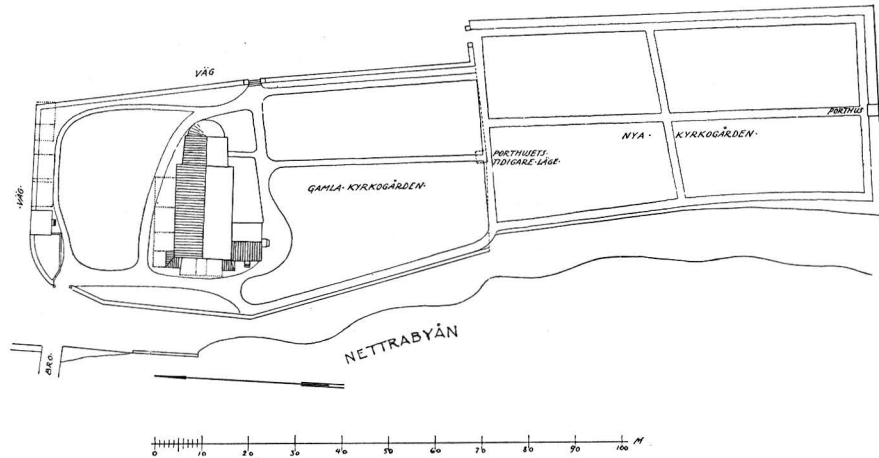 VÄG
PORTHUS
NYA · KYRKOGÅRDEN ·
PORTHUSETS
TIDIGARE · LÄGE ·
GAMLA · KYRKOGÅRDEN ·
· VÄG ·
NETTRABYÅN
BRO.
0 10 20 30 40 50 60 70 80 90 100 M